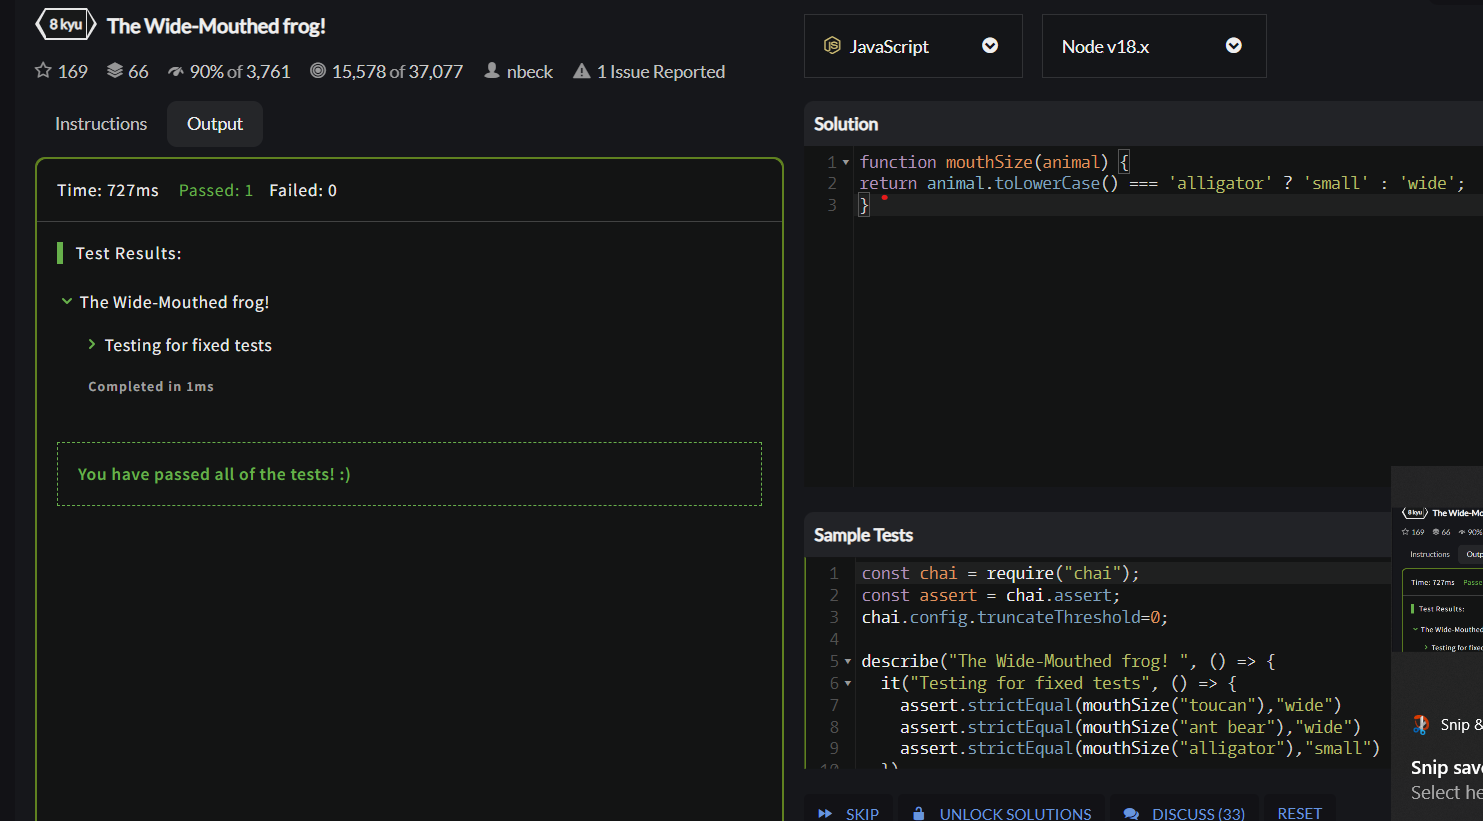 8 kyu The Wide-Mouthed frog!
169 66 90% of 3,761 15,578 of 37,077 nbeck 1 Issue Reported
Instructions Output
Time: 727ms Passed: 1 Failed: 0
Test Results:
The Wide-Mouthed frog!
Testing for fixed tests
Completed in 1ms
You have passed all of the tests! :)
JavaScript Node v18.x
Solution
1 function mouthSize(animal) {
2 return animal.toLowerCase() === 'alligator' ? 'small' : 'wide';
3 }
Sample Tests
1 const chai = require("chai");
2 const assert = chai.assert;
3 chai.config.truncateThreshold=0;
4
5 describe("The Wide-Mouthed frog! ", () => {
6 it("Testing for fixed tests", () => {
7 assert.strictEqual(mouthSize("toucan"),"wide")
8 assert.strictEqual(mouthSize("ant bear"),"wide")
9 assert.strictEqual(mouthSize("alligator"),"small")
10 })
SKIP UNLOCK SOLUTIONS DISCUSS (33) RESET
8 kyu The Wide-Mo
169 66 90%
Instructions Outp
Time: 727ms Passe
Test Results:
The Wide-Mouthed
Testing for fixed
Snip &
Snip save
Select he